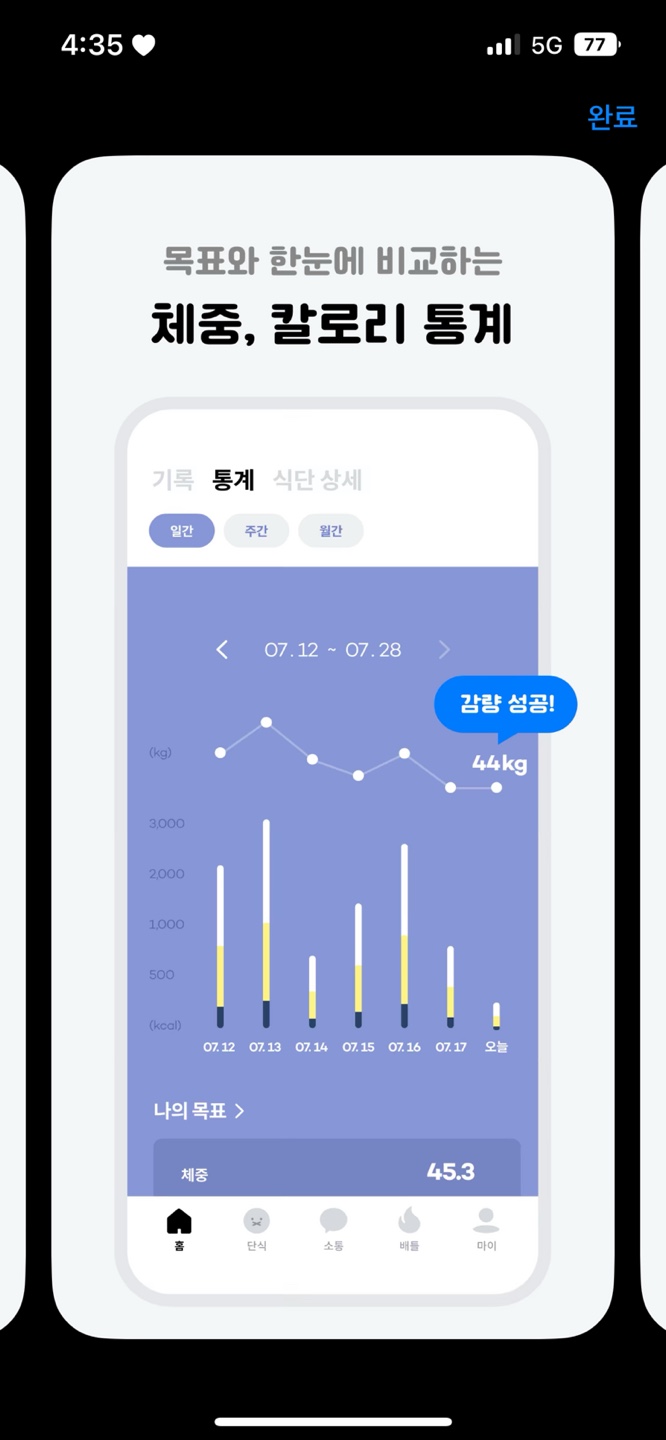 4:35
5G
77
완료
목표와 한눈에 비교하는
체중, 칼로리 통계
기록 통계 식단 상세
일간 주간 월간
07.12 ~ 07.28
감량 성공!
(kg)
44kg
3,000
2,000
1,000
500
(kcal)
07.12 07.13 07.14 07.15 07.16 07.17 오늘
나의 목표 >
체중 45.3
홈 단식 소통 배틀 마이